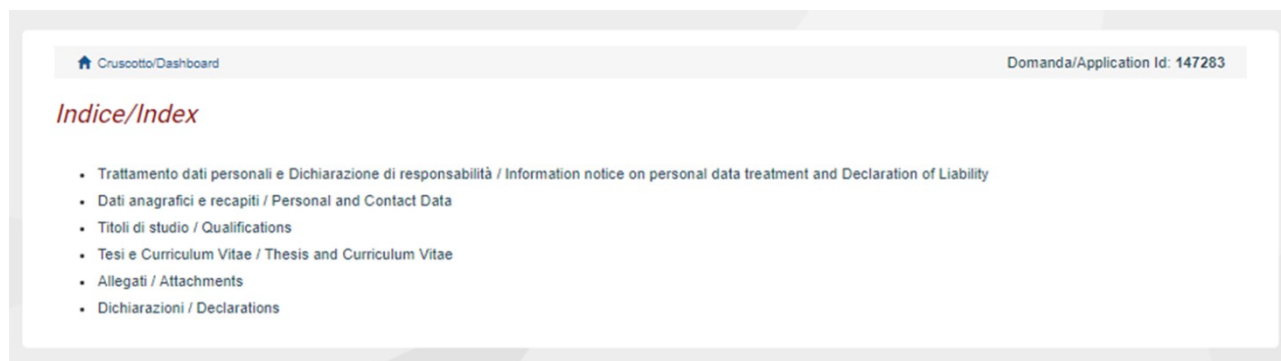 Cruscotto/Dashboard Domanda/Application Id: 147283
Indice/Index
Trattamento dati personali e Dichiarazione di responsabilità / Information notice on personal data treatment and Declaration of Liability
Dati anagrafici e recapiti / Personal and Contact Data
Titoli di studio / Qualifications
Tesi e Curriculum Vitae / Thesis and Curriculum Vitae
Allegati / Attachments
Dichiarazioni / Declarations